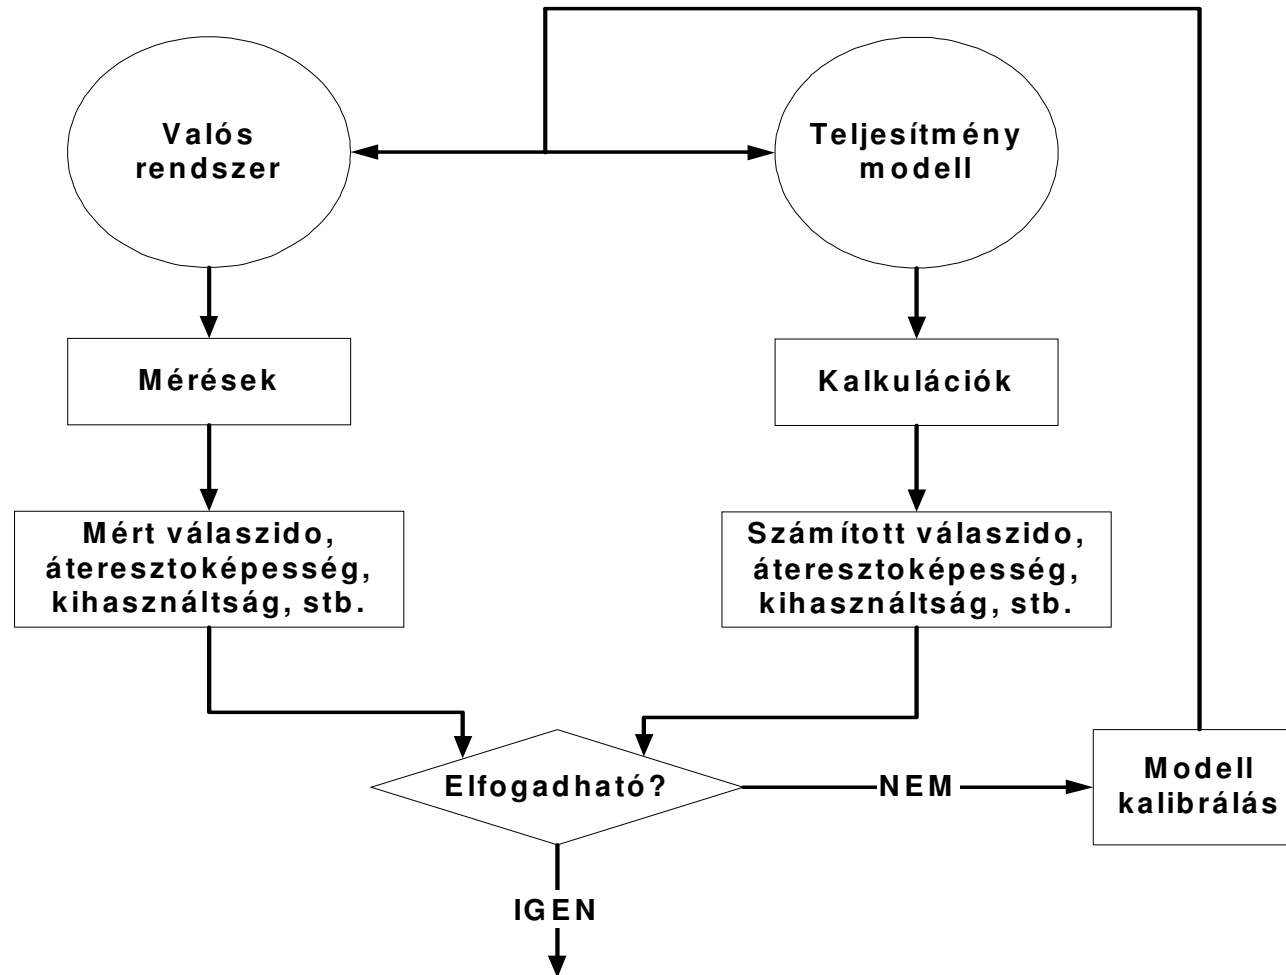 Valós
rendszer
Teljesítmény
modell
Mérések
Kalkulációk
Mért válaszido,
áteresztoképesség,
kihasználtság, stb.
Számított válaszido,
áteresztoképesség,
kihasználtság, stb.
Elfogadható?
NEM
Modell
kalibrálás
IGEN